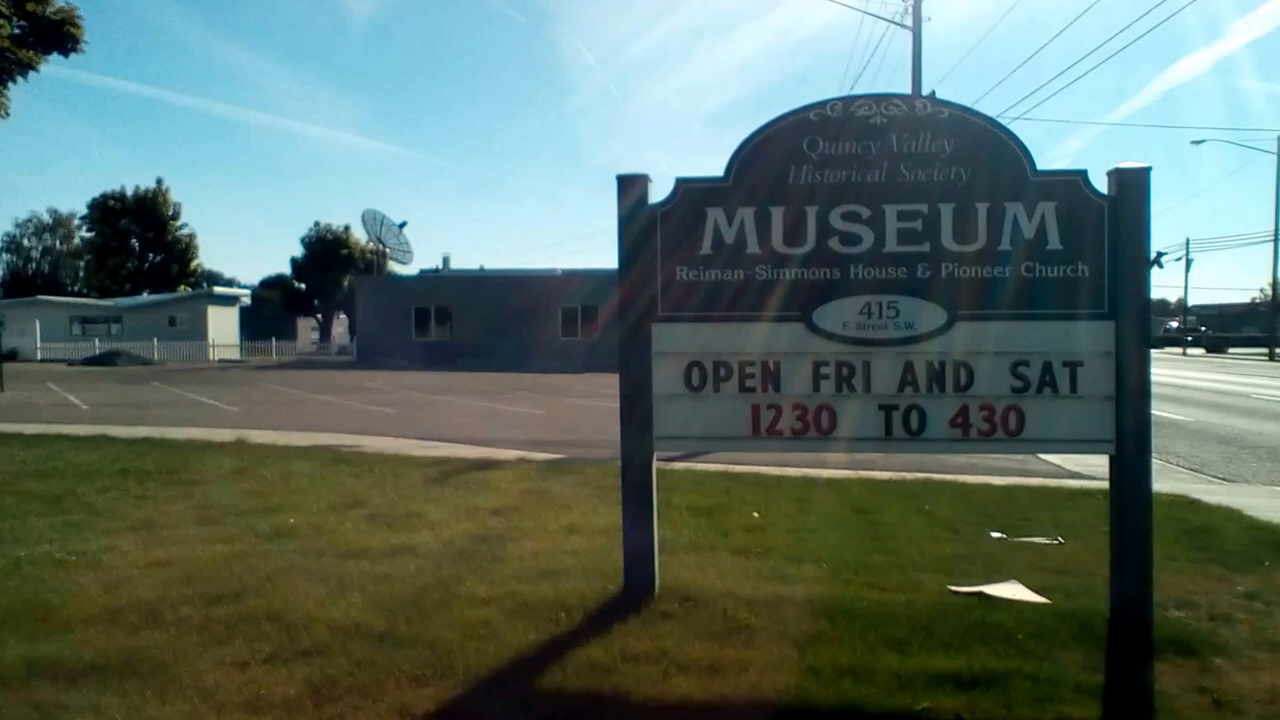 Quincy Valley
Historical Society
MUSEUM
Reiman-Simmons House & Pioneer Church
415
F. Street S.W.
OPEN FRI AND SAT
1230 TO 430